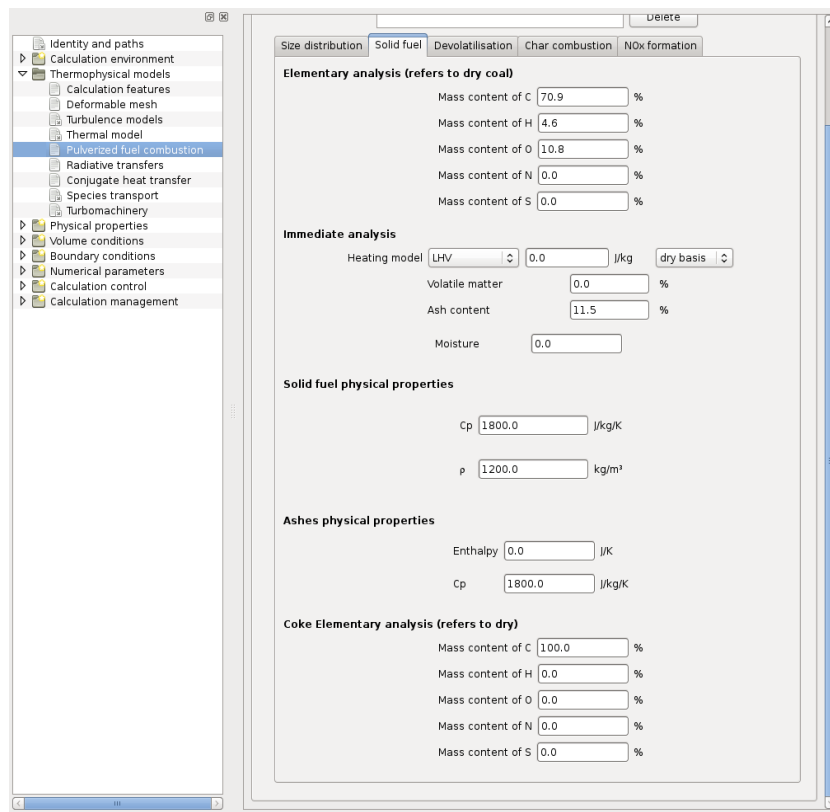 Delete
Identity and paths
Calculation environment
Thermophysical models
Calculation features
Deformable mesh
Turbulence models
Thermal model
Pulverized fuel combustion
Radiative transfers
Conjugate heat transfer
Species transport
Turbomachinery
Physical properties
Volume conditions
Boundary conditions
Numerical parameters
Calculation control
Calculation management
Size distribution Solid fuel Devolatilisation Char combustion NOx formation
Elementary analysis (refers to dry coal)
Mass content of C 70.9 %
Mass content of H 4.6 %
Mass content of O 10.8 %
Mass content of N 0.0 %
Mass content of S 0.0 %
Immediate analysis
Heating model LHV 0.0 J/kg dry basis
Volatile matter 0.0 %
Ash content 11.5 %
Moisture 0.0
Solid fuel physical properties
Cp 1800.0 J/kg/K
ρ 1200.0 kg/m³
Ashes physical properties
Enthalpy 0.0 J/K
Cp 1800.0 J/kg/K
Coke Elementary analysis (refers to dry)
Mass content of C 100.0 %
Mass content of H 0.0 %
Mass content of O 0.0 %
Mass content of N 0.0 %
Mass content of S 0.0 %